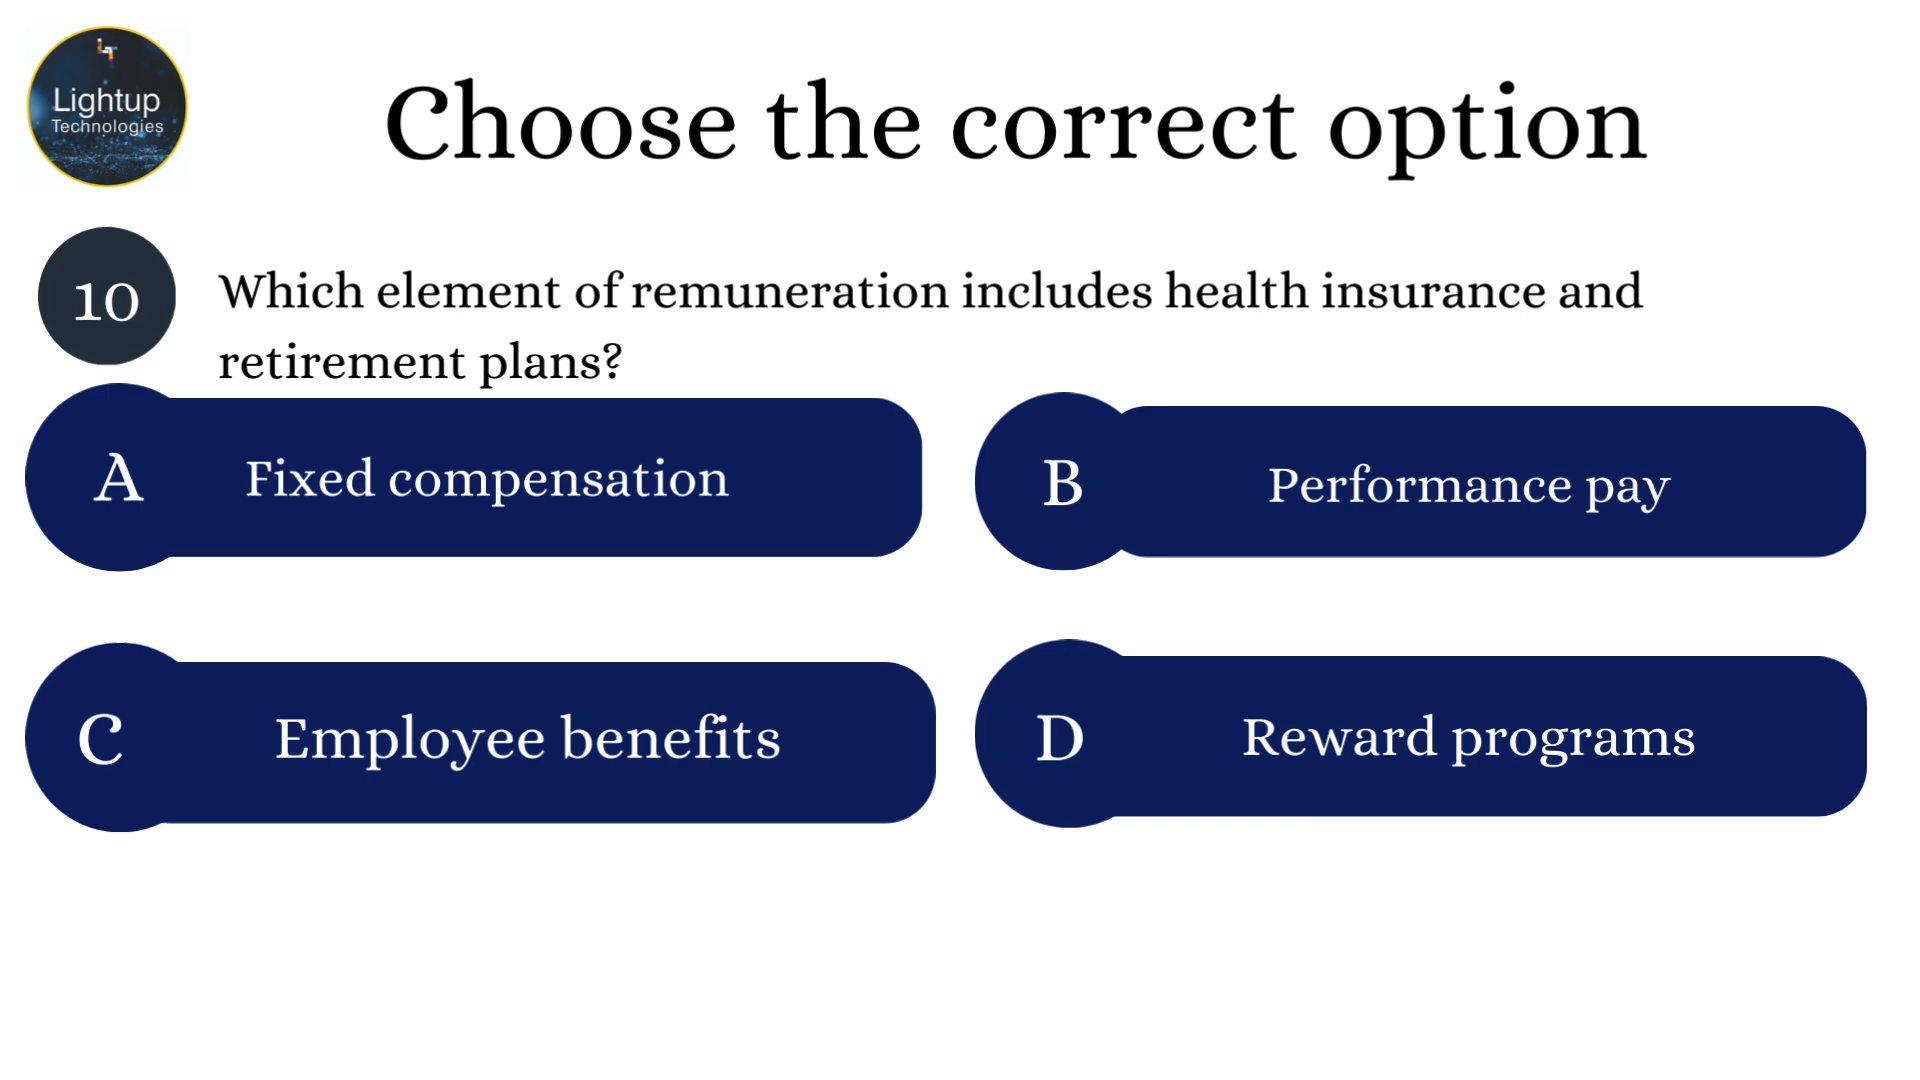 LT
Lightup
Technologies
Choose the correct option
10
Which element of remuneration includes health insurance and
retirement plans?
A
Fixed compensation
B
Performance pay
C
Employee benefits
D
Reward programs